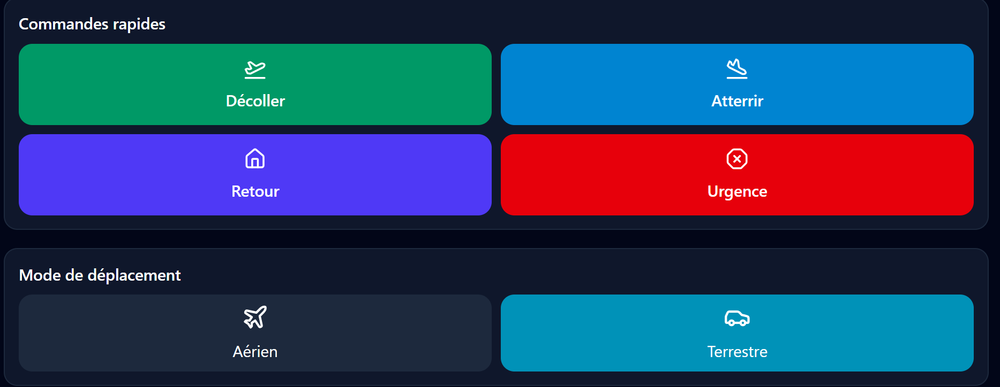 Commandes rapides
Décoller
Atterrir
Retour
Urgence
Mode de déplacement
Aérien
Terrestre